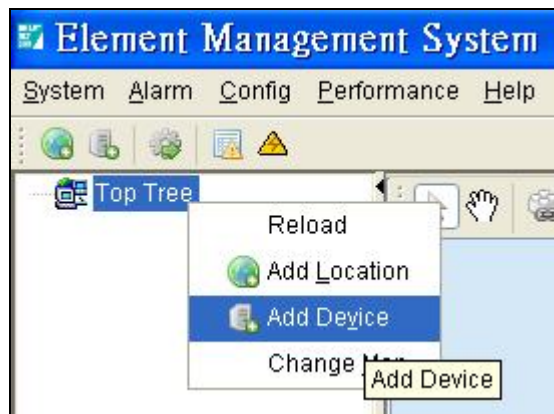 Element Management System
System Alarm Config Performance Help
Top Tree
Reload
Add Location
Add Device
Change
Add Device